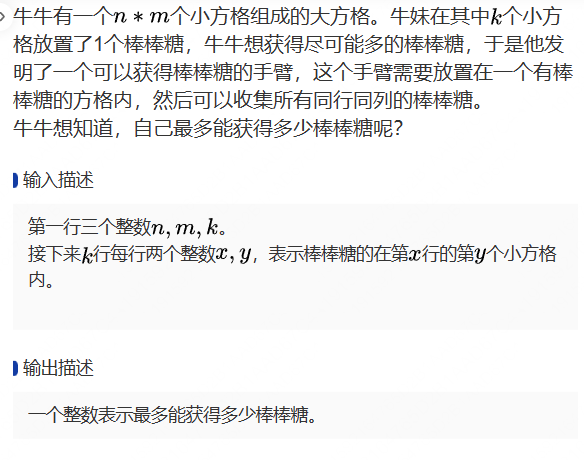 牛牛有一个n*m个小方格组成的大方格。牛妹在其中k个小方
格放置了1个棒棒糖，牛牛想获得尽可能多的棒棒糖，于是他发
明了一个可以获得棒棒糖的手臂，这个手臂需要放置在一个有棒
棒糖的方格内，然后可以收集所有同行同列的棒棒糖。
牛牛想知道，自己最多能获得多少棒棒糖呢？
输入描述
第一行三个整数n,m,k。
接下来k行每行两个整数x,y，表示棒棒糖的在第x行的第y个小方格
内。
输出描述
一个整数表示最多能获得多少棒棒糖。